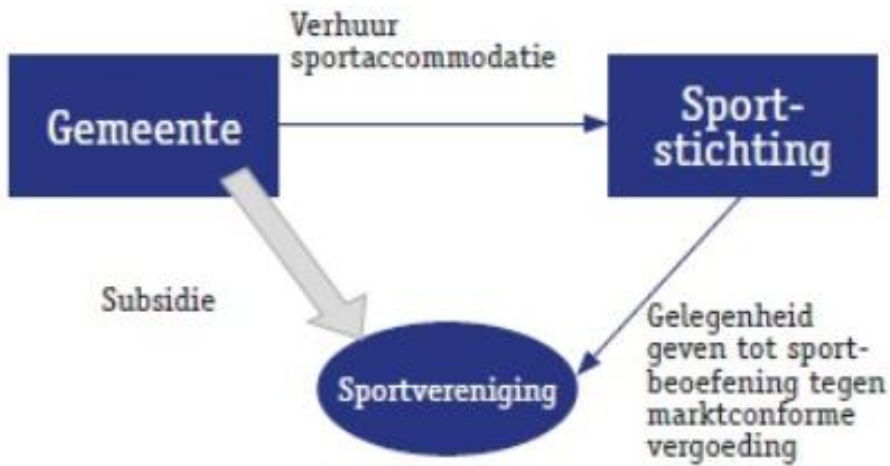 Verhuur
sportaccommodatie
Gemeente
Sport-
stichting
Subsidie
Sportvereniging
Gelegenheid
geven tot sport-
beoefening tegen
marktconforme
vergoeding